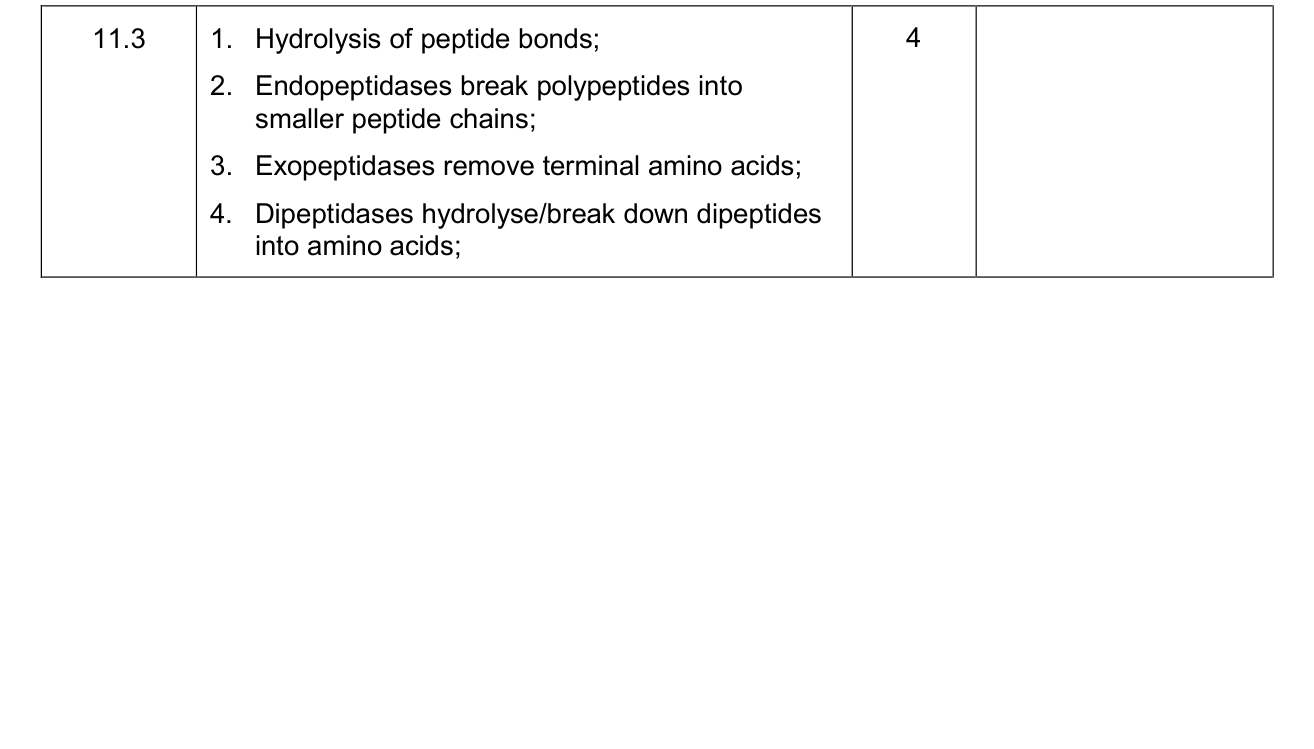 11.3 1. Hydrolysis of peptide bonds; 4
2. Endopeptidases break polypeptides into
smaller peptide chains;
3. Exopeptidases remove terminal amino acids;
4. Dipeptidases hydrolyse/break down dipeptides
into amino acids;